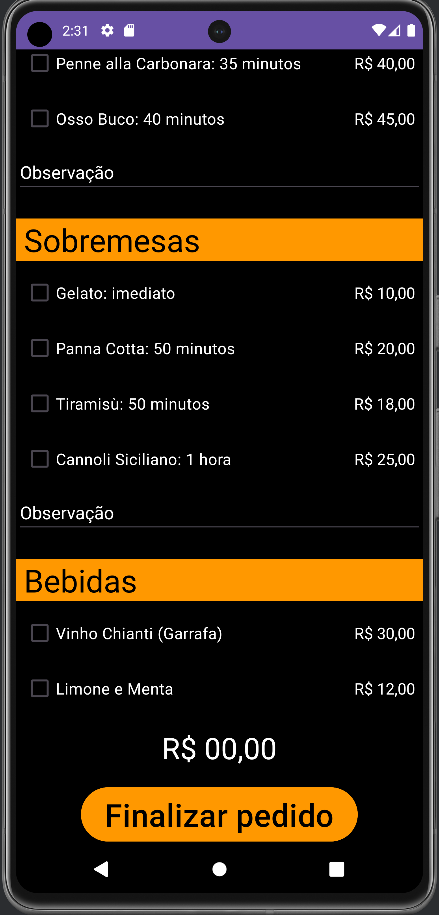 2:31
Penne alla Carbonara: 35 minutos R$ 40,00
Osso Buco: 40 minutos R$ 45,00
Observação
Sobremesas
Gelato: imediato R$ 10,00
Panna Cotta: 50 minutos R$ 20,00
Tiramisù: 50 minutos R$ 18,00
Cannoli Siciliano: 1 hora R$ 25,00
Observação
Bebidas
Vinho Chianti (Garrafa) R$ 30,00
Limone e Menta R$ 12,00
R$ 00,00
Finalizar pedido